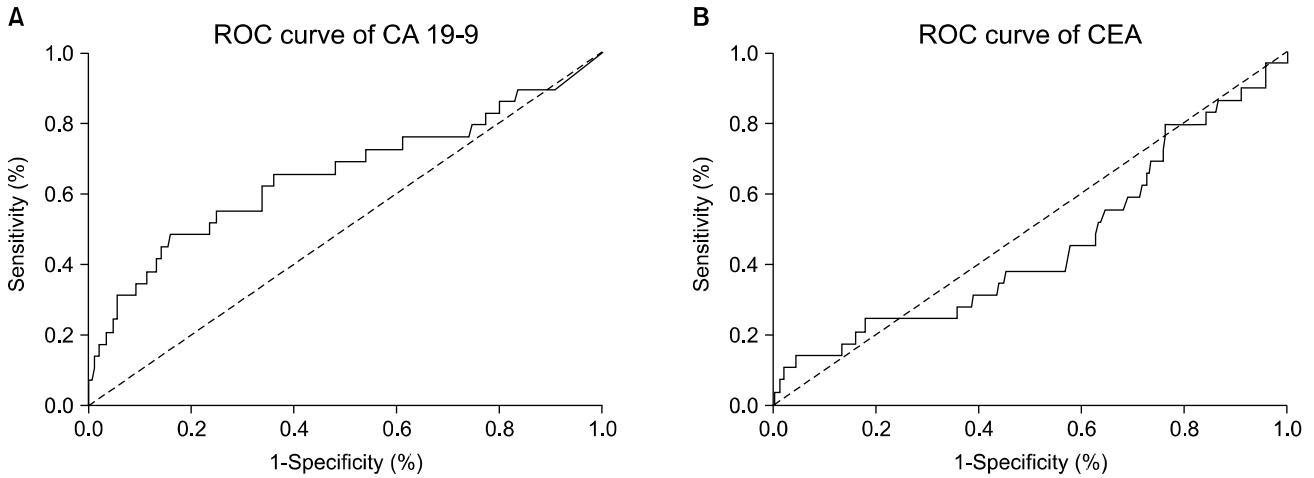 A
ROC curve of CA 19-9
Sensitivity (%)
1.0
0.8
0.6
0.4
0.2
0.0
0.0 0.2 0.4 0.6 0.8 1.0
1-Specificity (%)
B
ROC curve of CEA
Sensitivity (%)
1.0
0.8
0.6
0.4
0.2
0.0
0.0 0.2 0.4 0.6 0.8 1.0
1-Specificity (%)